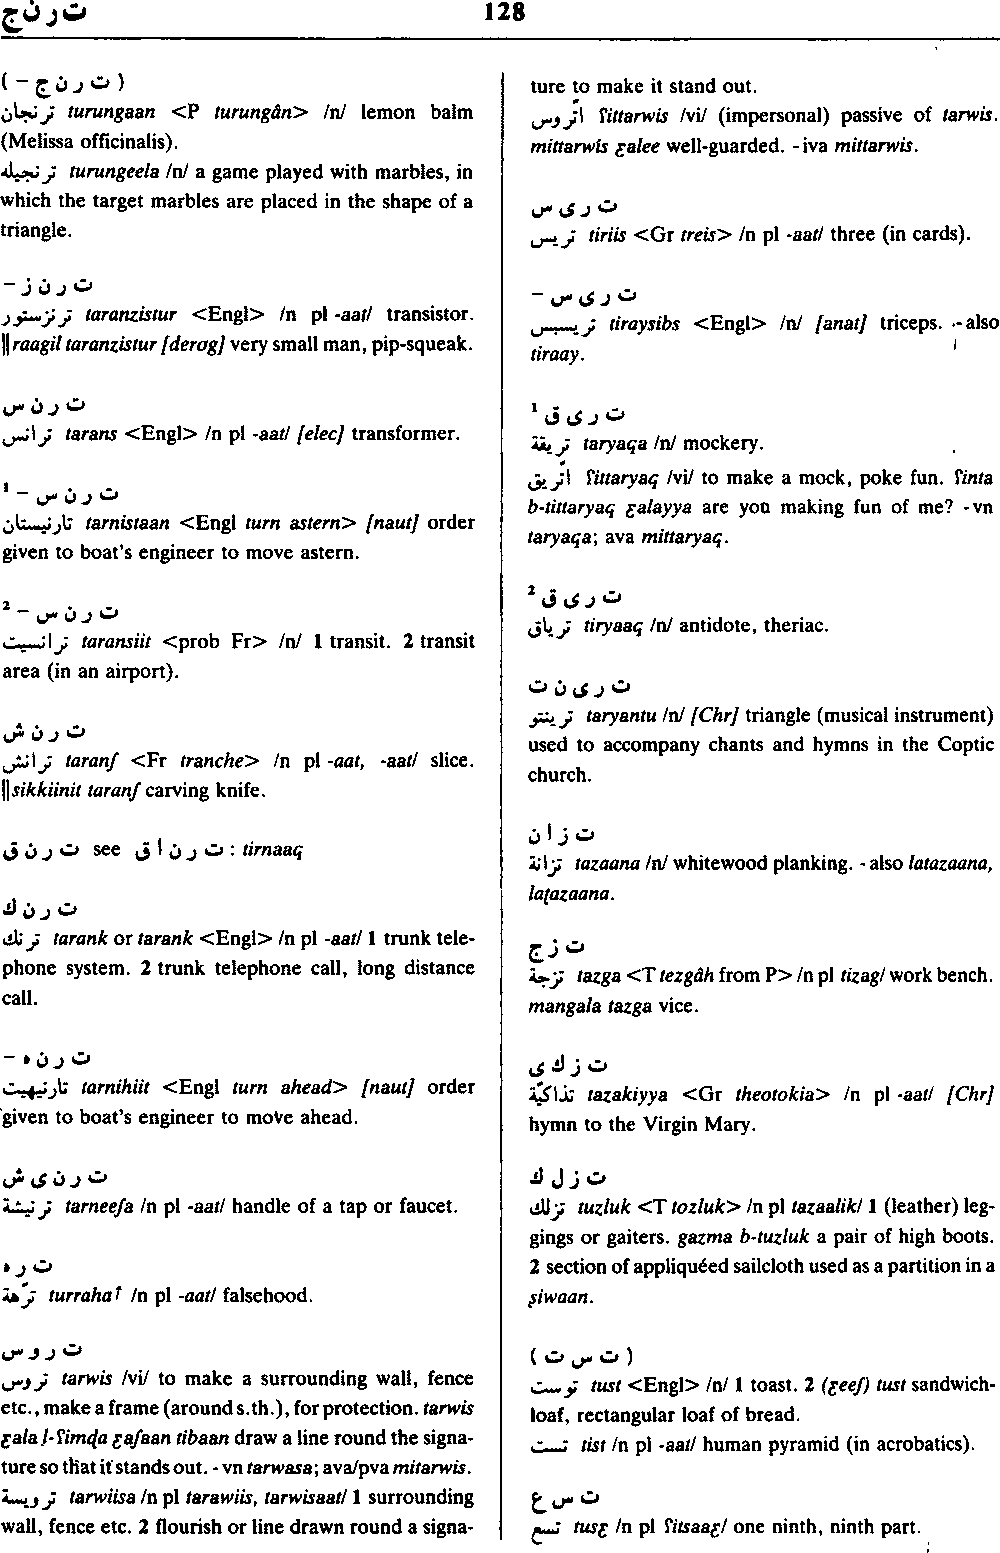 ترنج
128
( ت ر ن ج – )
ترنجان turungaan <P turungân> /n/ lemon balm
(Melissa officinalis).
ترنجيله turungeela /n/ a game played with marbles, in
which the target marbles are placed in the shape of a
triangle.
ت ر ن ز –
ترنزستور taranzistur <Engl> /n pl -aat/ transistor.
||raagil taranzistur [derog] very small man, pip-squeak.
ت ر ن س
ترانس tarans <Engl> /n pl -aat/ [elec] transformer.
ت ر ن س – ¹
تارنيستان tarnistaan <Engl turn astern> [naut] order
given to boat's engineer to move astern.
ت ر ن س – ²
ترانسيت taransiit <prob Fr> /n/ 1 transit. 2 transit
area (in an airport).
ت ر ن ش
ترانش taranʃ <Fr tranche> /n pl -aat, -aat/ slice.
||sikkiinit taranʃ carving knife.
ت ر ن ق see ت ر ن ا ق : tirnaaq
ت ر ن ك
ترنك tarank or tarank <Engl> /n pl -aat/ 1 trunk tele-
phone system. 2 trunk telephone call, long distance
call.
ت ر ن ه –
تارنيهيت tarnihiit <Engl turn ahead> [naut] order
given to boat's engineer to move ahead.
ت ر ن ى ش
ترنيشة tarneeʃa /n pl -aat/ handle of a tap or faucet.
ت ر ه
ترّهة turraha↑ /n pl -aat/ falsehood.
ت ر و س
تروس tarwis /vi/ to make a surrounding wall, fence
etc., make a frame (around s.th.), for protection. tarwis
ɛala l-ʕimḍa ɛaʃaan tibaan draw a line round the signa-
ture so that it stands out. - vn tarwasa; ava/pva mitarwis.
ترويسة tarwiisa /n pl tarawiis, tarwisaat/ 1 surrounding
wall, fence etc. 2 flourish or line drawn round a signa-
ture to make it stand out.
اتّروس ʕittarwis /vi/ (impersonal) passive of tarwis.
mittarwis ɛalee well-guarded. - iva mittarwis.
ت ر ى س
تريس tiriis <Gr treis> /n pl -aat/ three (in cards).
ت ر ى س –
تريسبس tiraysibs <Engl> /n/ [anat] triceps. - also
tiraay.
ت ر ى ق ¹
تريقة taryaqa /n/ mockery.
اتّريق ʕittaryaq /vi/ to make a mock, poke fun. ʕinta
b-tittaryaq ɛalayya are you making fun of me? - vn
taryaqa; ava mittaryaq.
ت ر ى ق ²
ترياق tiryaaq /n/ antidote, theriac.
ت ر ى ن ت
ترينتو taryantu /n/ [Chr] triangle (musical instrument)
used to accompany chants and hymns in the Coptic
church.
ت ز ا ن
تزانة tazaana /n/ whitewood planking. - also latazaana,
laṭazaana.
ت ز ج
تزجة tazga <T tezgâh from P> /n pl tizag/ work bench.
mangala tazga vice.
ت ز ك ى
تذاكيّة tazakiyya <Gr theotokia> /n pl -aat/ [Chr]
hymn to the Virgin Mary.
ت ز ل ك
تزلك tuzluk <T tozluk> /n pl tazaalik/ 1 (leather) leg-
gings or gaiters. gazma b-tuzluk a pair of high boots.
2 section of appliquéed sailcloth used as a partition in a
ṣiwaan.
( ت س ت )
توست tust <Engl> /n/ 1 toast. 2 (ɛeeʃ) tust sandwich-
loaf, rectangular loaf of bread.
تست tist /n pl -aat/ human pyramid (in acrobatics).
ت س ع
تسع tusɛ /n pl ʕitsaaɛ/ one ninth, ninth part.